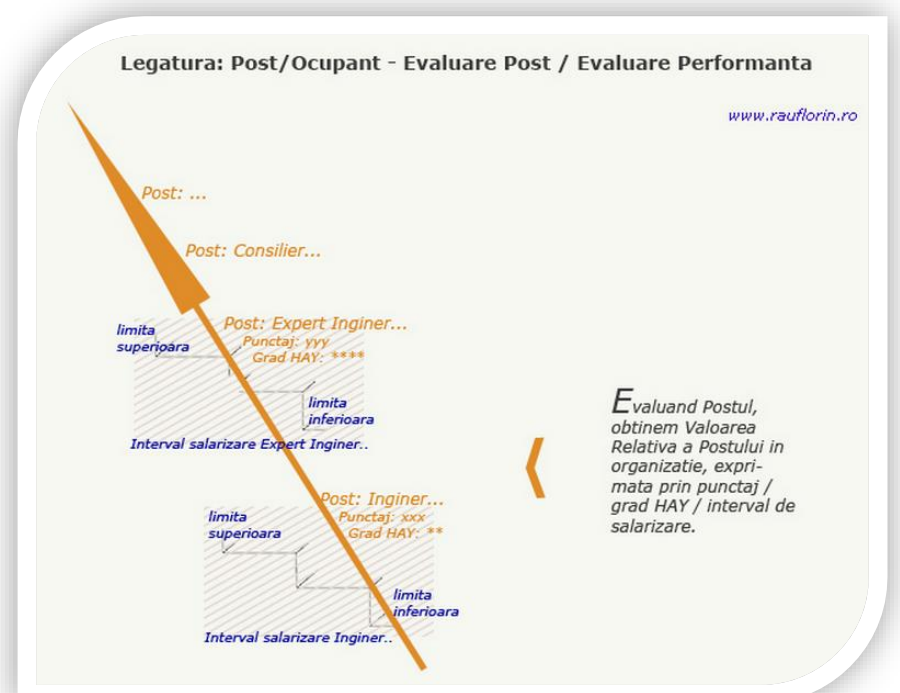 Legatura: Post/Ocupant - Evaluare Post / Evaluare Performanta
www.rauflorin.ro
Post: ...
Post: Consilier...
Post: Expert Inginer...
Punctaj: yyy
Grad HAY: ****
limita
superioara
limita
inferioara
Interval salarizare Expert Inginer..
Evaluand Postul,
obtinem Valoarea
Relativa a Postului in
organizatie, expri-
mata prin punctaj /
grad HAY / interval de
salarizare.
Post: Inginer...
Punctaj: xxx
Grad HAY: **
limita
superioara
limita
inferioara
Interval salarizare Inginer..